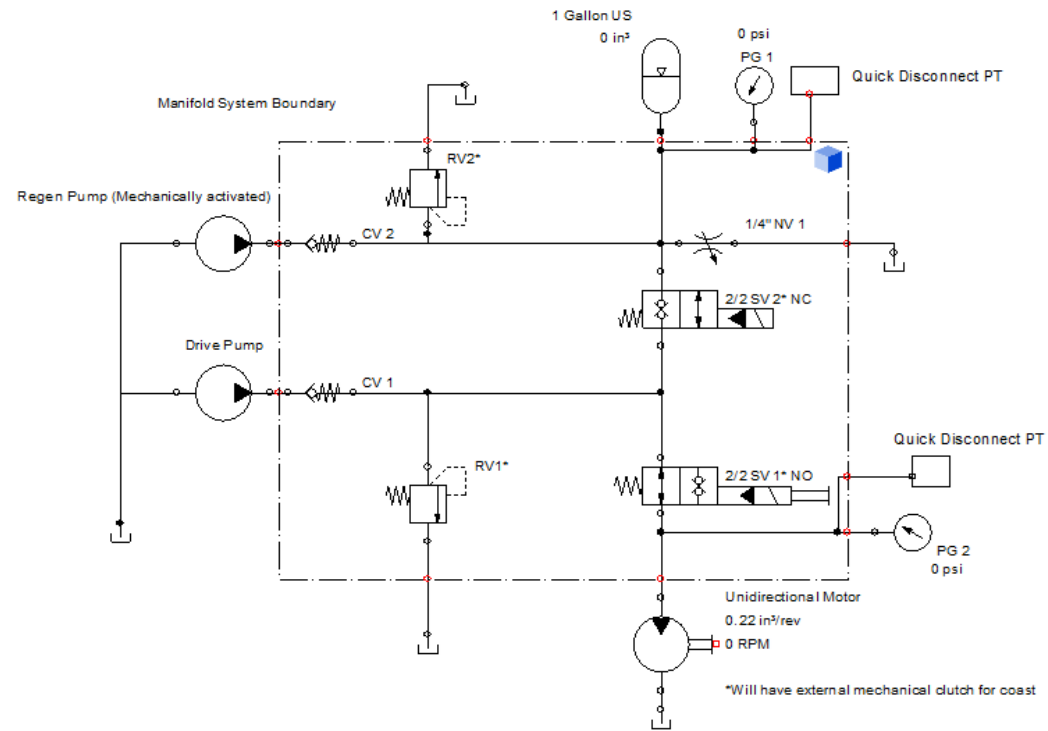 1 Gallon US
0 in³
0 psi
PG 1
Quick Disconnect PT
Manifold System Boundary
RV2*
Regen Pump (Mechanically activated)
CV 2
1/4" NV 1
2/2 SV 2* NC
Drive Pump
CV 1
Quick Disconnect PT
RV1*
2/2 SV 1* NO
PG 2
0 psi
Unidirectional Motor
0.22 in³/rev
0 RPM
*Will have external mechanical clutch for coast